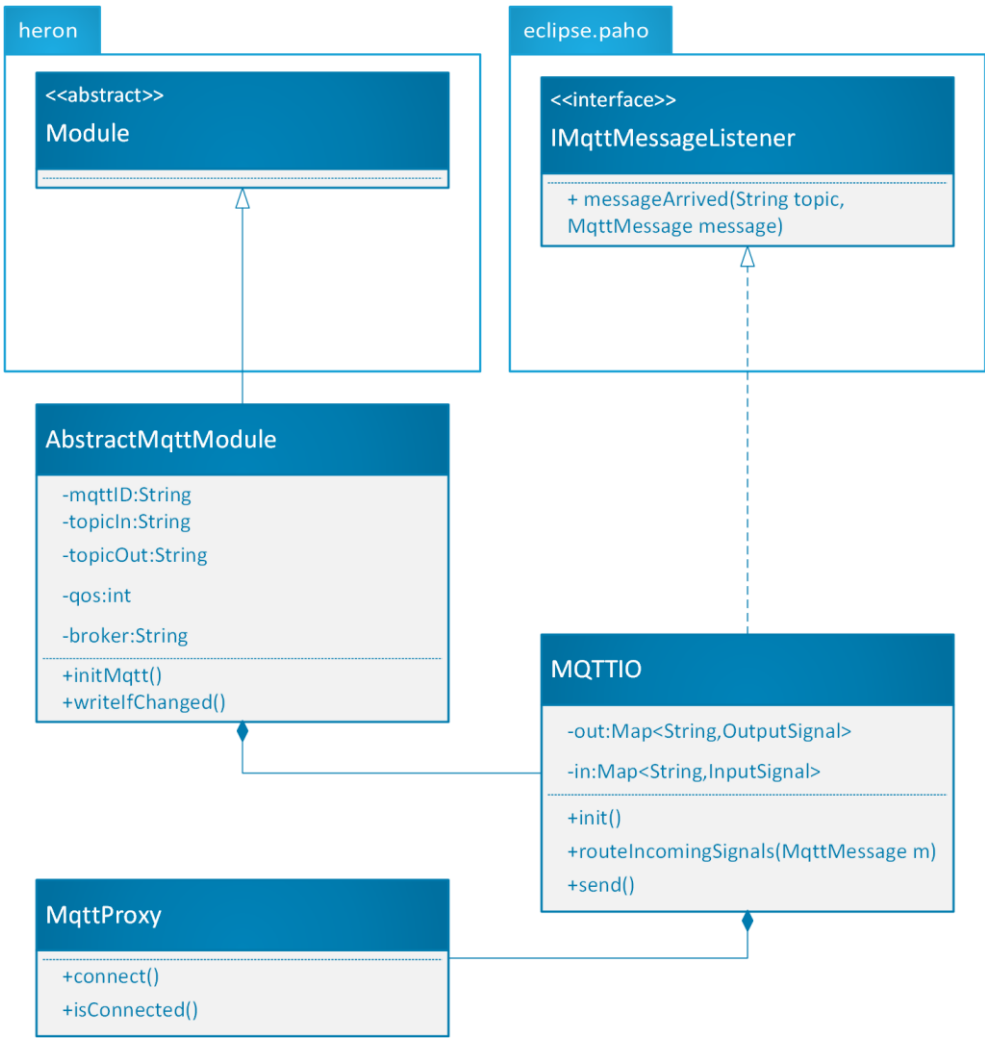 heron
<<abstract>>
Module
eclipse.paho
<<interface>>
IMqttMessageListener
+ messageArrived(String topic,
MqttMessage message)
AbstractMqttModule
-mqttID:String
-topicIn:String
-topicOut:String
-qos:int
-broker:String
+initMqtt()
+writeIfChanged()
MQTTIO
-out:Map<String,OutputSignal>
-in:Map<String,InputSignal>
+init()
+routeIncomingSignals(MqttMessage m)
+send()
MqttProxy
+connect()
+isConnected()